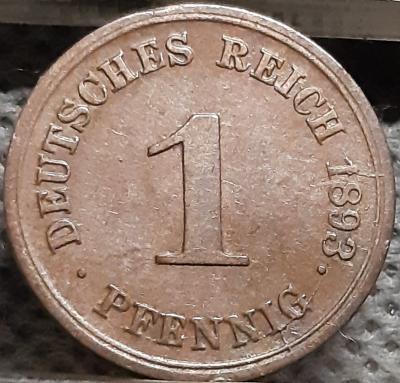 DEUTSCHES REICH 1893
1
· PFENNIG ·